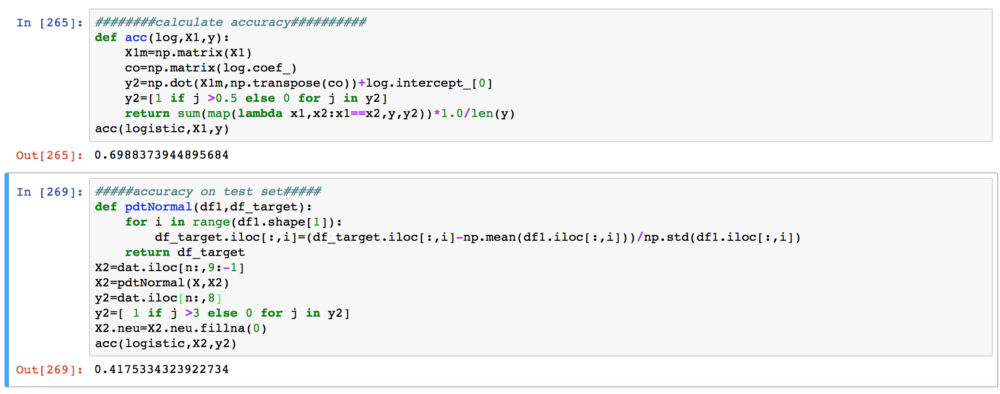 In [265]: ########calculate accuracy##########
def acc(log,X1,y):
    X1m=np.matrix(X1)
    co=np.matrix(log.coef_)
    y2=np.dot(X1m,np.transpose(co))+log.intercept_[0]
    y2=[1 if j >0.5 else 0 for j in y2]
    return sum(map(lambda x1,x2:x1==x2,y,y2))*1.0/len(y)
acc(logistic,X1,y)
Out[265]: 0.6988373944895684
In [269]: #####accuracy on test set#####
def pdtNormal(df1,df_target):
    for i in range(df1.shape[1]):
        df_target.iloc[:,i]=(df_target.iloc[:,i]-np.mean(df1.iloc[:,i]))/np.std(df1.iloc[:,i])
    return df_target
X2=dat.iloc[n:,9:-1]
X2=pdtNormal(X,X2)
y2=dat.iloc[n:,8]
y2=[ 1 if j >3 else 0 for j in y2]
X2.neu=X2.neu.fillna(0)
acc(logistic,X2,y2)
Out[269]: 0.4175334323922734